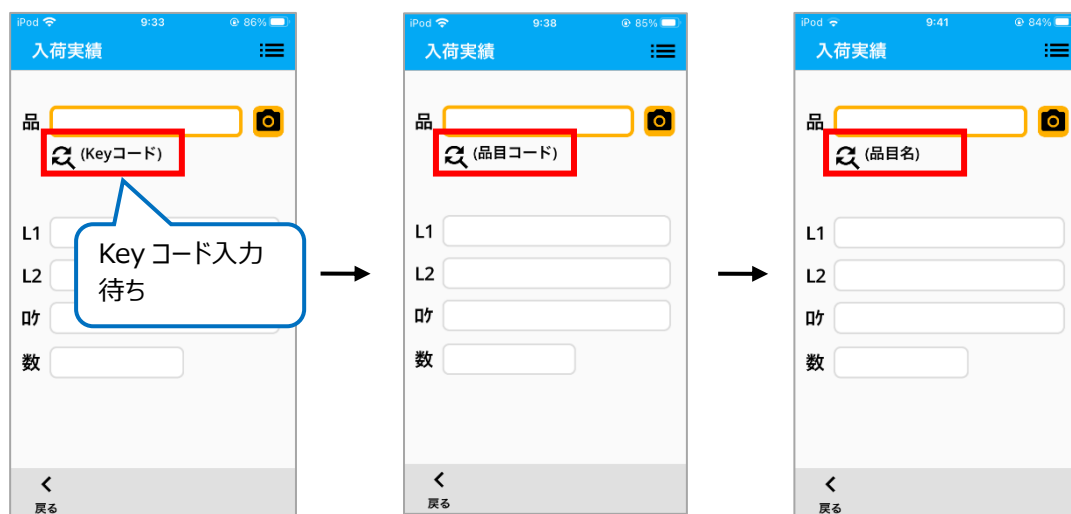 iPod 9:33 86%
入荷実績
品
(Keyコード)
L1
L2
ﾛｹ
数
戻る
Key コード入力
待ち
iPod 9:38 85%
入荷実績
品
(品目コード)
L1
L2
ﾛｹ
数
戻る
iPod 9:41 84%
入荷実績
品
(品目名)
L1
L2
ﾛｹ
数
戻る